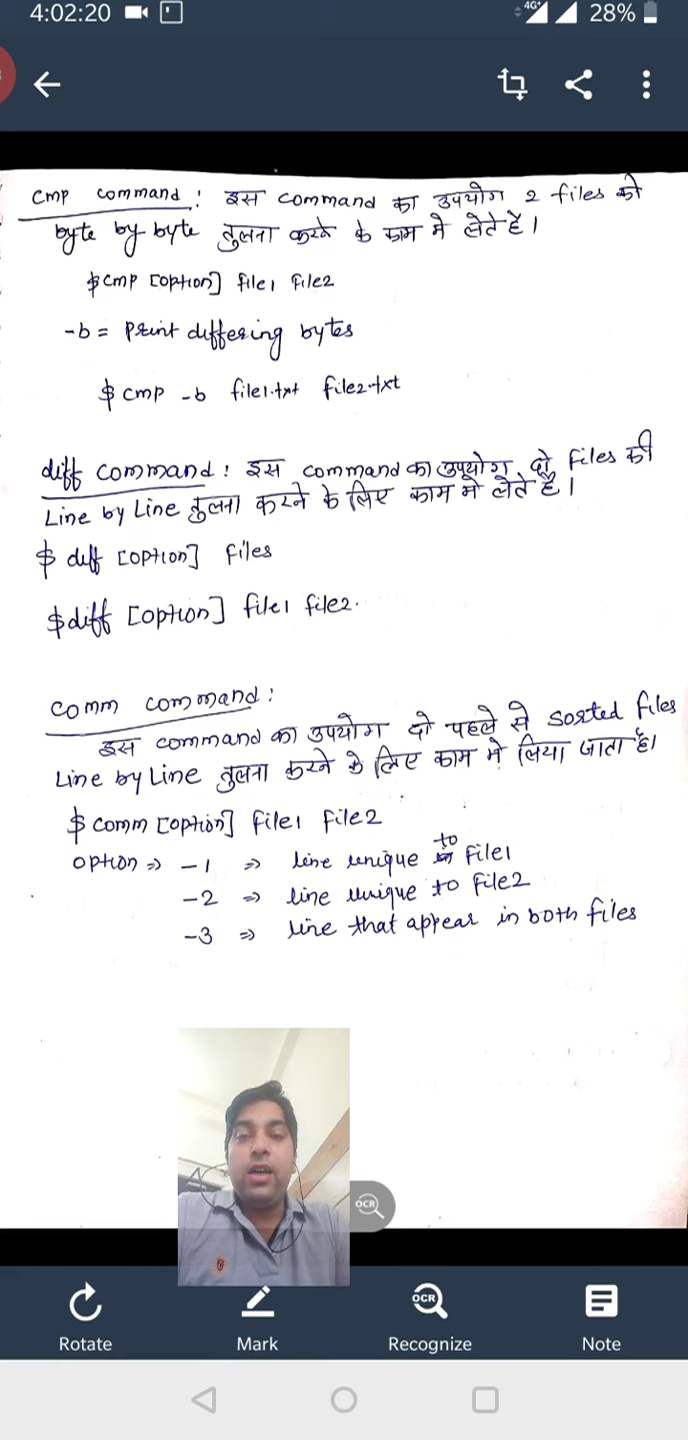 4:02:20 4G 28%
cmp command : इस command का उपयोग 2 files को
byte by byte तुलना करने के काम मे लेते हैं।
$cmp [option] file1 file2
-b = Print differing bytes
$ cmp -b file1.txt file2.txt
diff command : इस command का उपयोग दो files की
Line by Line तुलना करने के लिए काम मे लेते है।
$ diff [option] files
$diff [option] file1 file2.
comm command :
इस command का उपयोग दो पहले से sorted files
Line by Line तुलना करने के लिए काम मे लिया जाता है।
$ comm [option] file1 file2
option => -1 => line unique to file1
-2 => line unique to file2
-3 => line that appear in both files
OCR
OCR
Rotate Mark Recognize Note